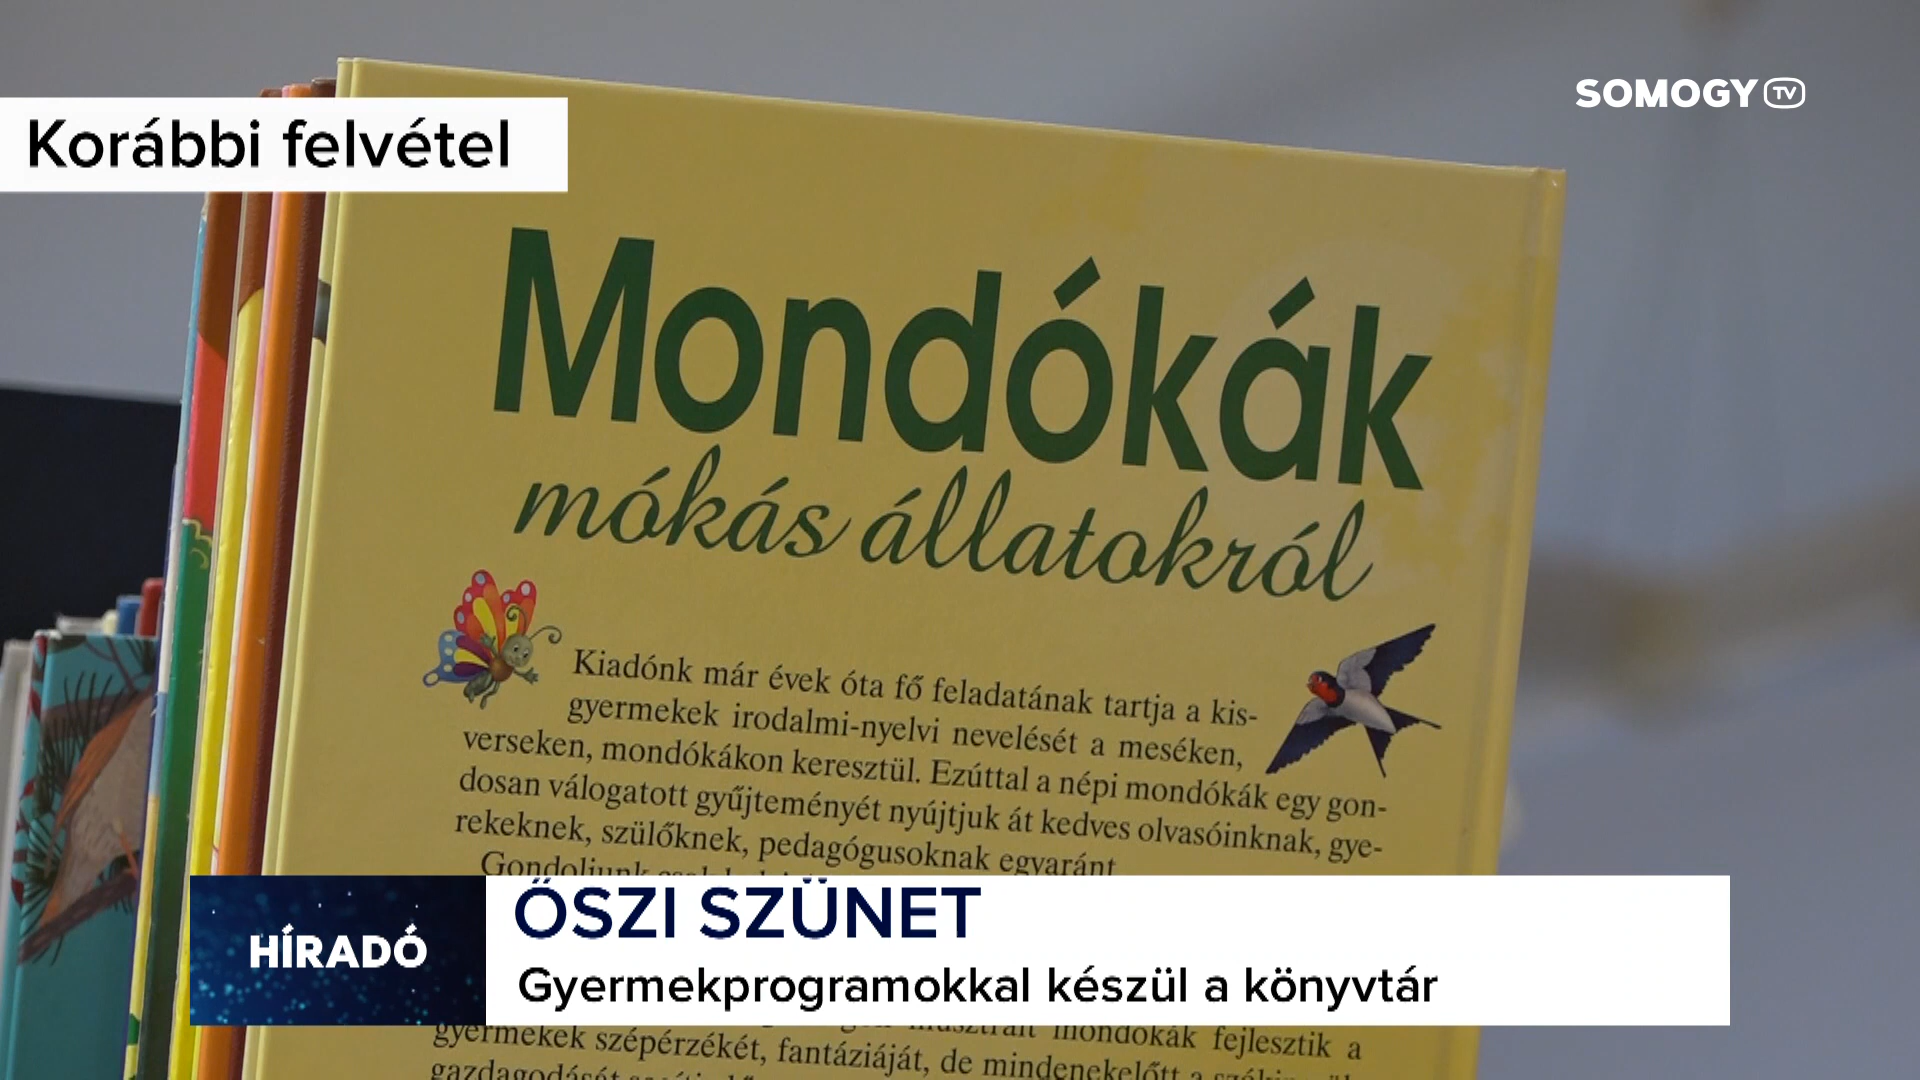 SOMOGY TV
Korábbi felvétel
Mondókák
mókás állatokról
Kiadónk már évek óta fő feladatának tartja a kis-
gyermekek irodalmi-nyelvi nevelését a meséken,
verseken, mondókákon keresztül. Ezúttal a népi mondókák egy gon-
dosan válogatott gyűjteményét nyújtjuk át kedves olvasóinknak, gye-
rekeknek, szülőknek, pedagógusoknak egyaránt
Gondoljunk
HÍRADÓ
ŐSZI SZÜNET
Gyermekprogramokkal készül a könyvtár
mondókák fejlesztik a
gyermekek szépérzékét, fantáziáját, de mindenekelőtt a